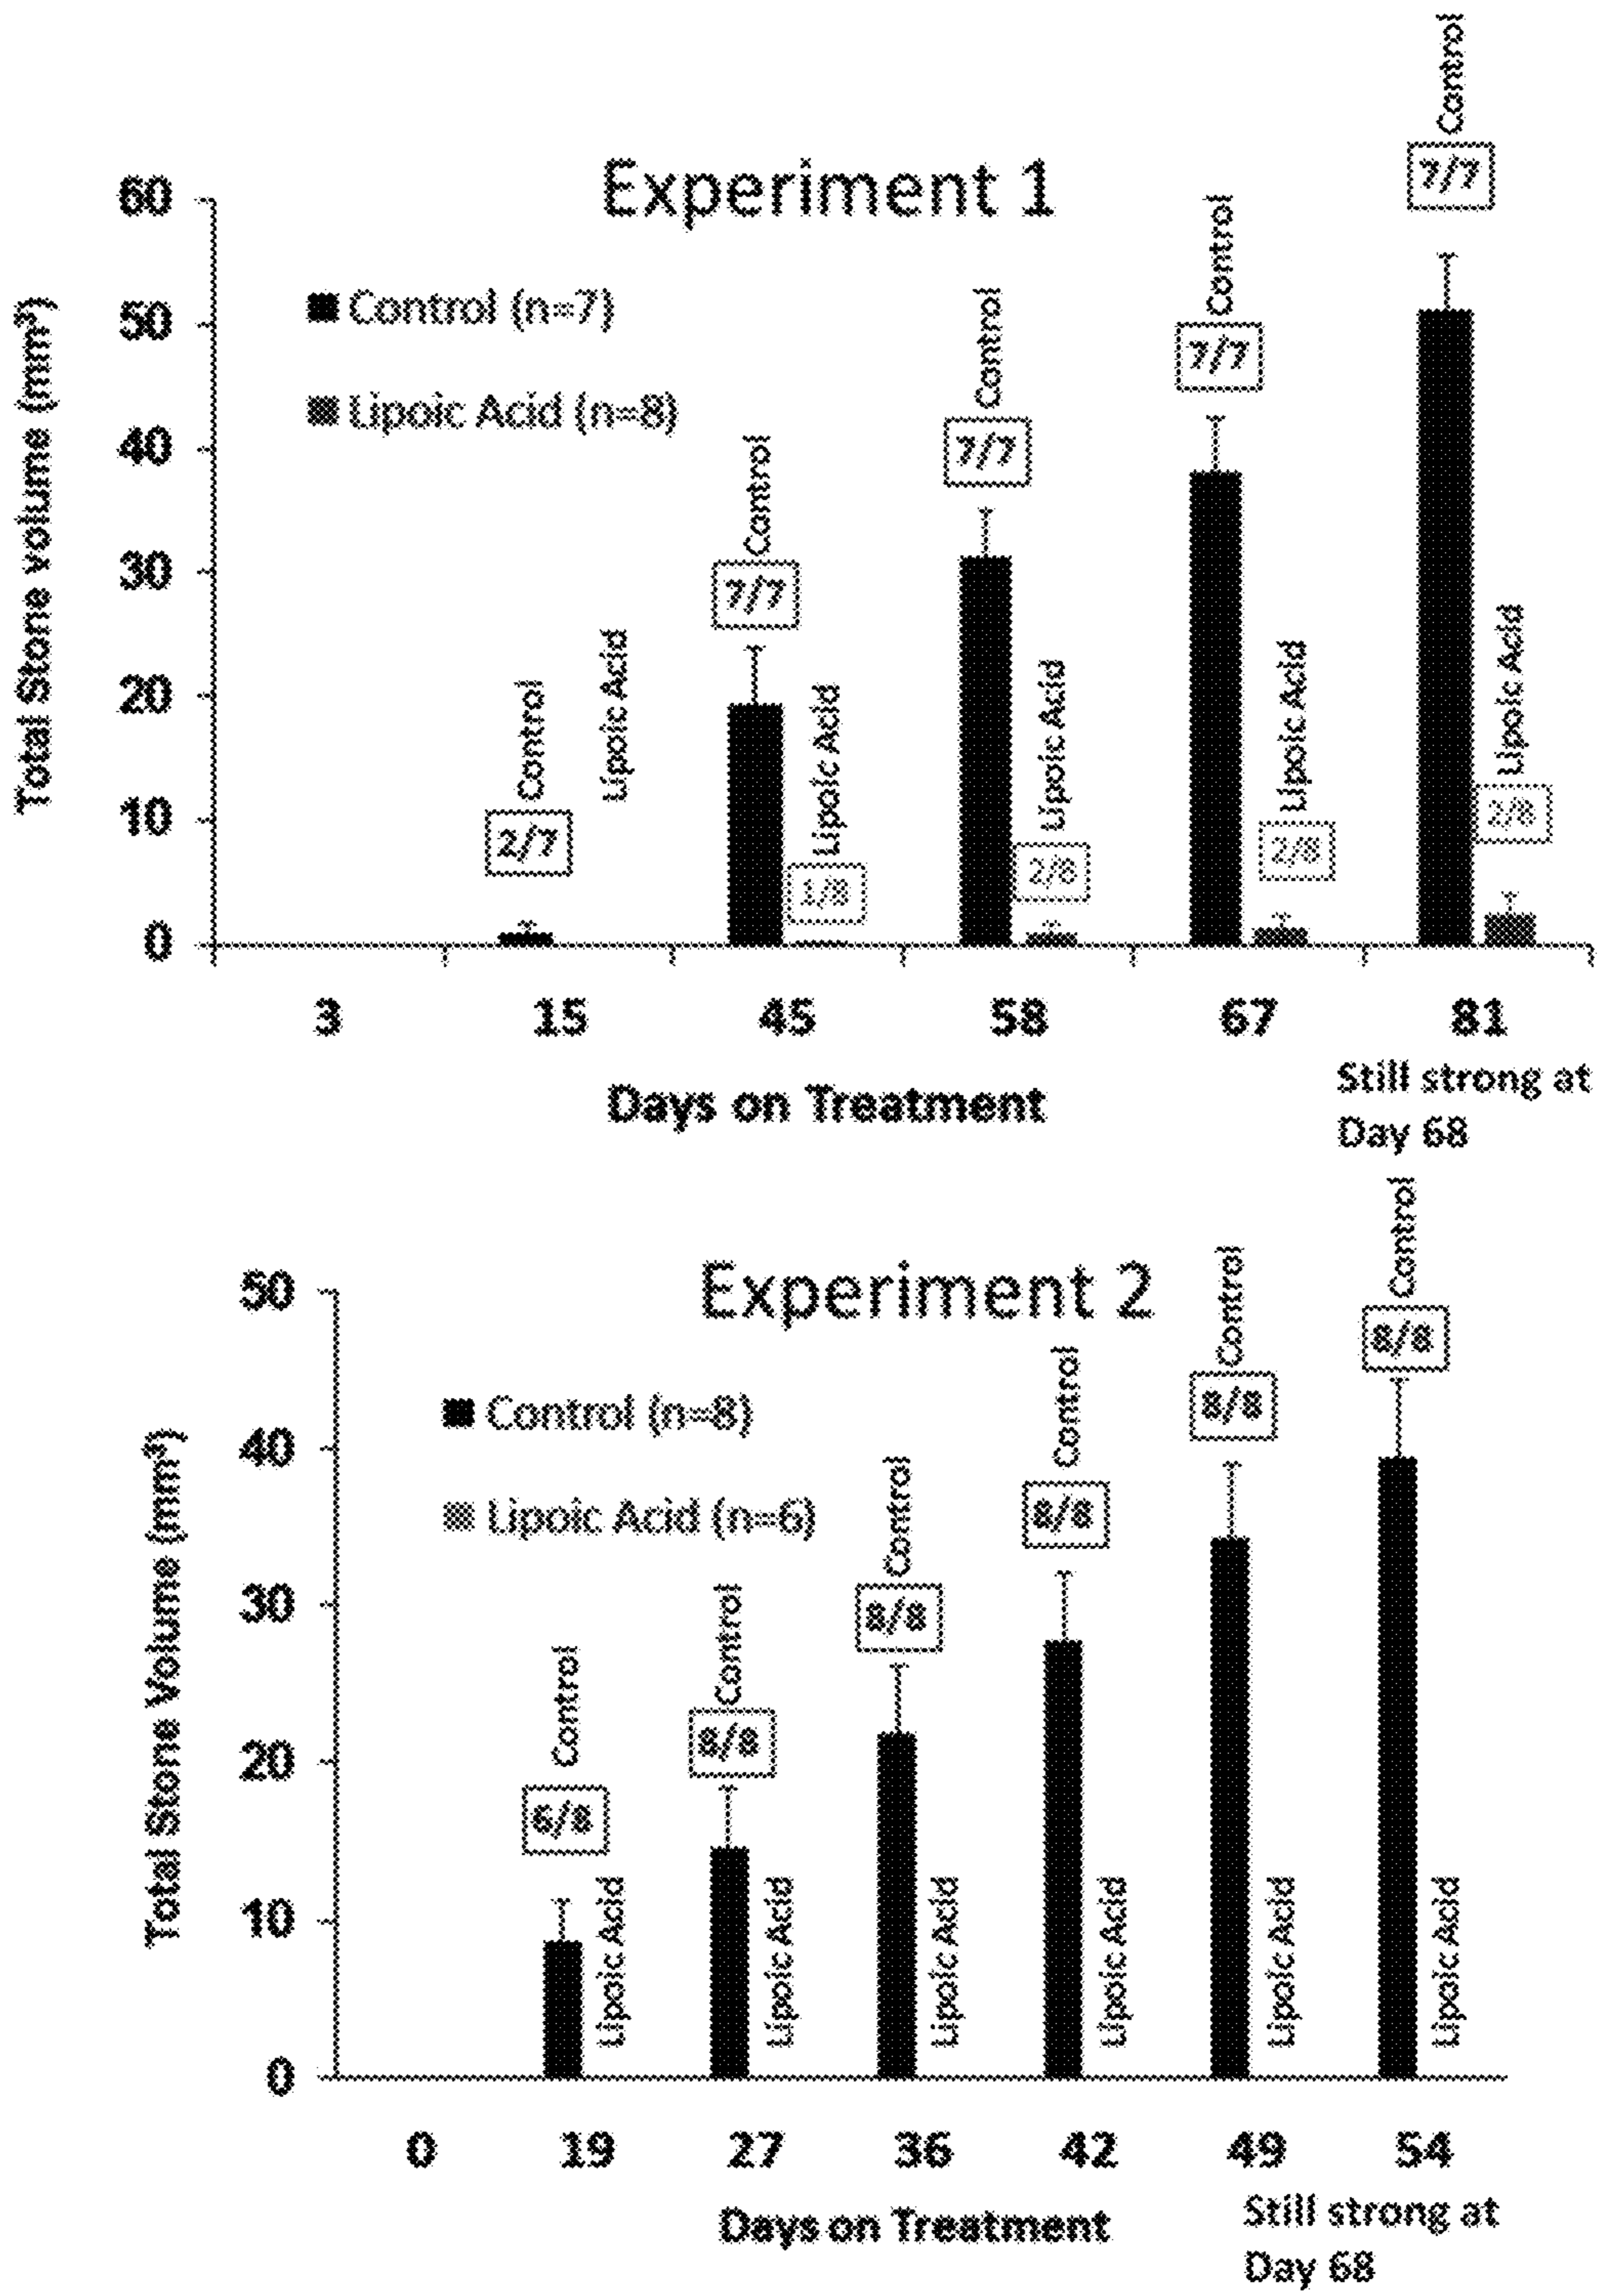 Experiment 1
Total Stone volume (mm³)
60
50
40
30
20
10
0
Control (n=7)
Lipoic Acid (n=8)
Control
2/7
Lipoic Acid
Control
7/7
Lipoic Acid
1/8
Control
7/7
Lipoic Acid
2/8
Control
7/7
Lipoic Acid
2/8
Control
7/7
Lipoic Acid
2/8
3 15 45 58 67 81
Days on Treatment
Still strong at
Day 68
Experiment 2
Total Stone Volume (mm³)
50
40
30
20
10
0
Control (n=8)
Lipoic Acid (n=6)
Control
6/8
Lipoic Acid
Control
8/8
Lipoic Acid
Control
8/8
Lipoic Acid
Control
8/8
Lipoic Acid
Control
8/8
Lipoic Acid
Control
8/8
Lipoic Acid
0 19 27 36 42 49 54
Days on Treatment
Still strong at
Day 68